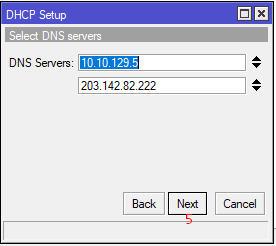 DHCP Setup
Select DNS servers
DNS Servers: 10.10.129.5
203.142.82.222
Back Next Cancel
5